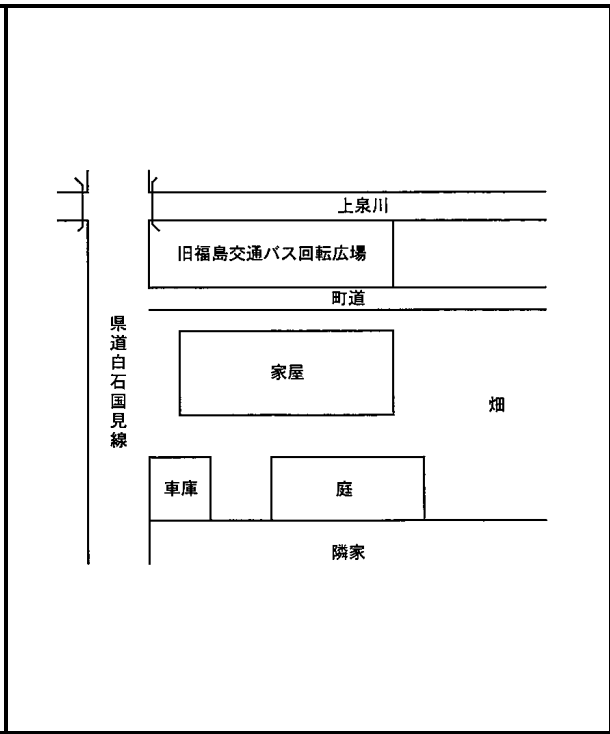 上泉川
旧福島交通バス回転広場
町道
県道白石国見線
家屋
畑
車庫
庭
隣家